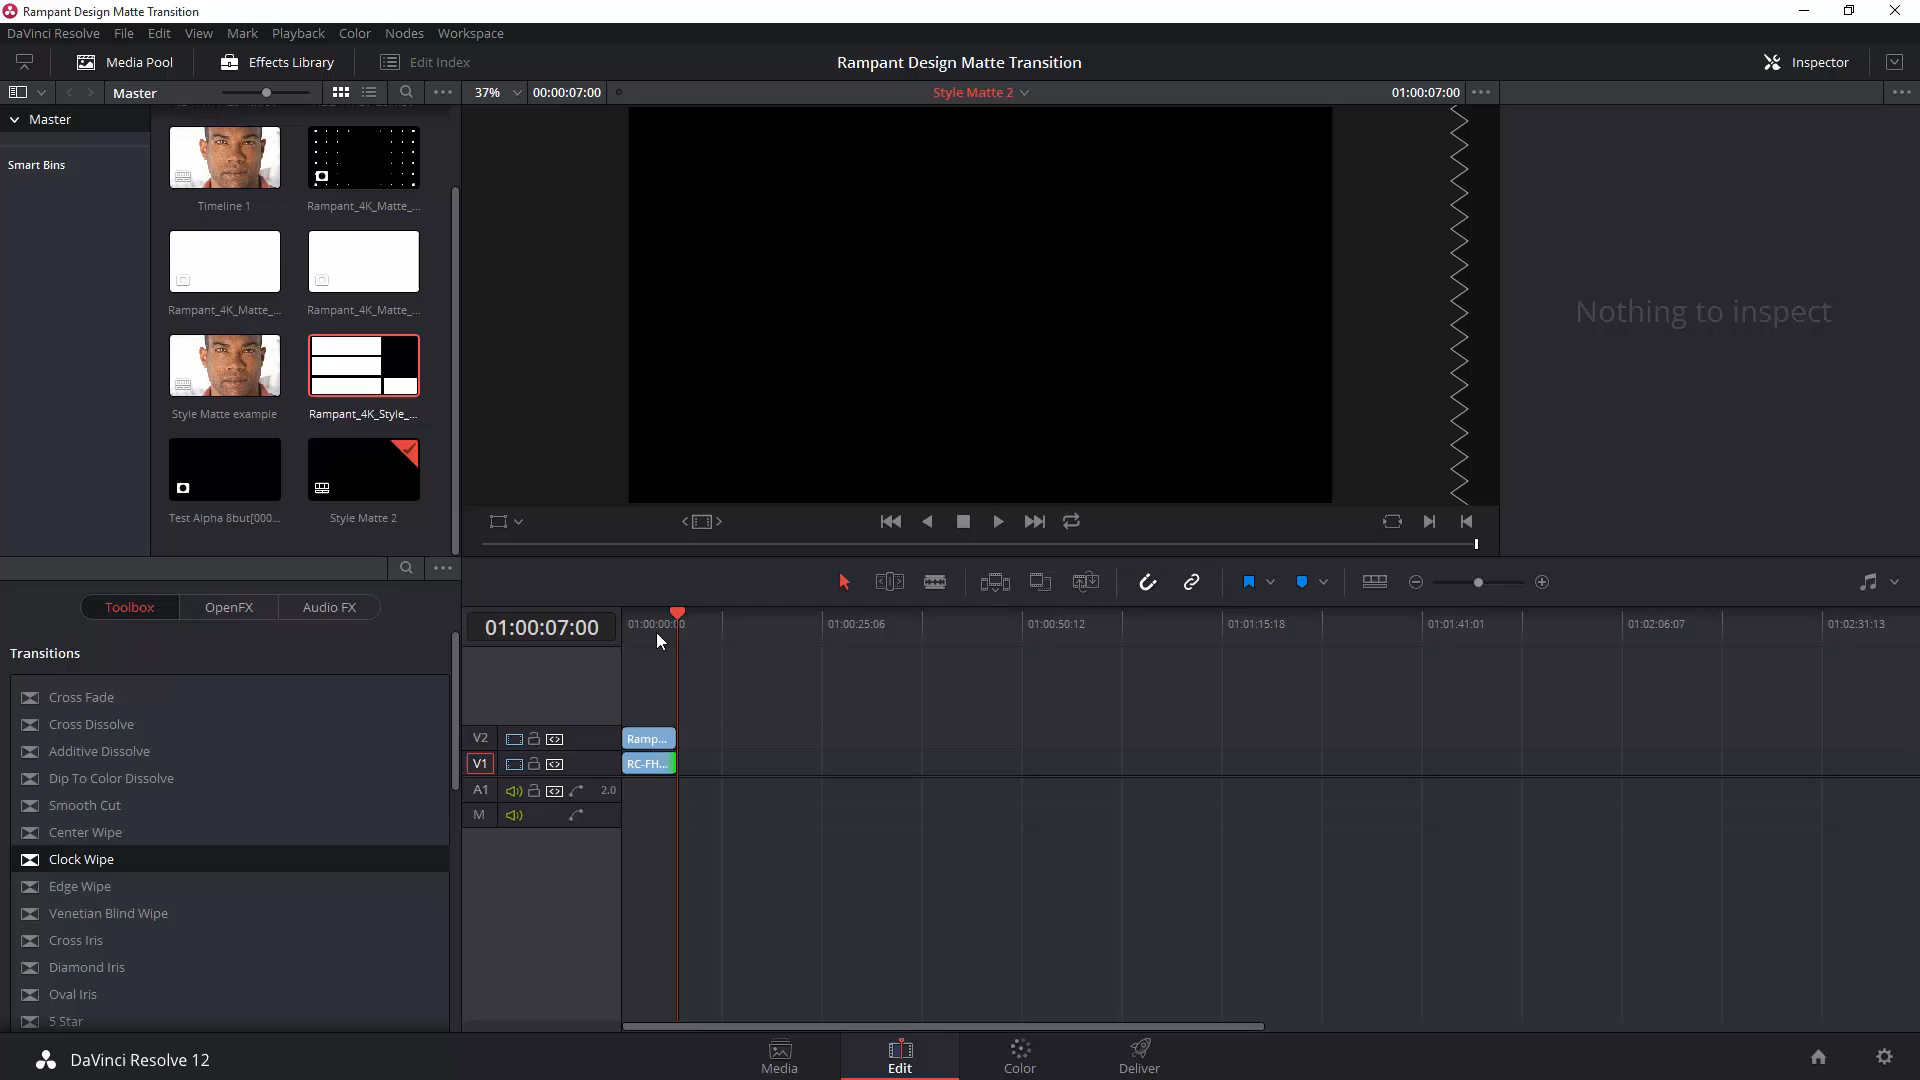 Rampant Design Matte Transition
DaVinci Resolve File Edit View Mark Trim Playback Color Nodes Workspace
Media Pool Effects Library Edit Index Rampant Design Matte Transition Inspector
Master 37% 00:00:07:00 Style Matte 2 01:00:07:00
Master
Smart Bins
Timeline 1 Rampant_4K_Matte_...
Rampant_4K_Matte_... Rampant_4K_Matte_...
Style Matte example Rampant_4K_Style_...
Test Alpha 8but[000... Style Matte 2
Nothing to inspect
Toolbox OpenFX Audio FX
Transitions
Cross Fade
Cross Dissolve
Additive Dissolve
Dip To Color Dissolve
Smooth Cut
Center Wipe
Clock Wipe
Edge Wipe
Venetian Blind Wipe
Cross Iris
Diamond Iris
Oval Iris
5 Star
01:00:07:00 01:00:00:00 01:00:25:06 01:00:50:12 01:01:15:18 01:01:41:01 01:02:06:07 01:02:31:13
V2 Ramp...
V1 RC-FH...
A1 2.0
M
DaVinci Resolve 12 Media Edit Color Deliver